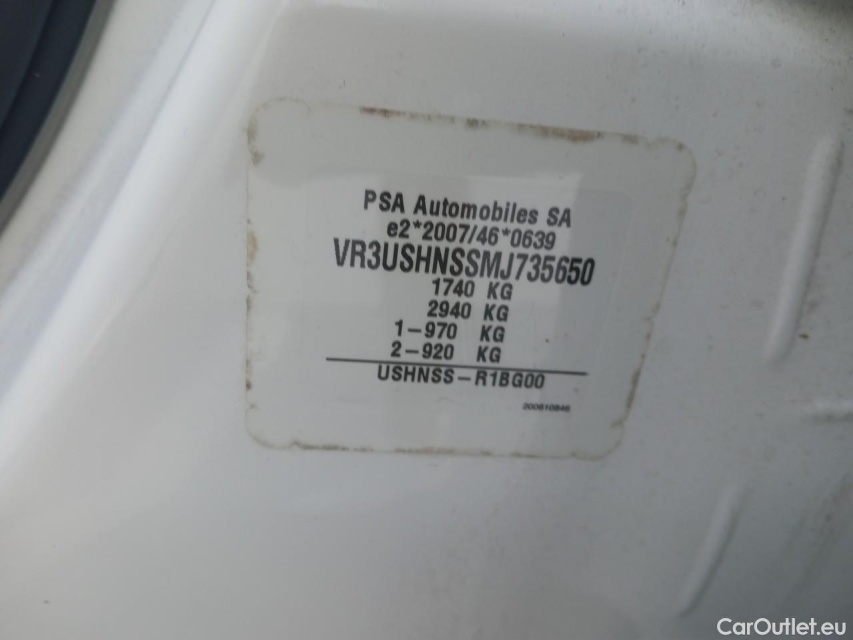 PSA Automobiles SA
e2*2007/46*0639
VR3USHNSSMJ735650
1740 KG
2940 KG
1-970 KG
2-920 KG
USHNSS-R1BG00
CarOutlet.eu